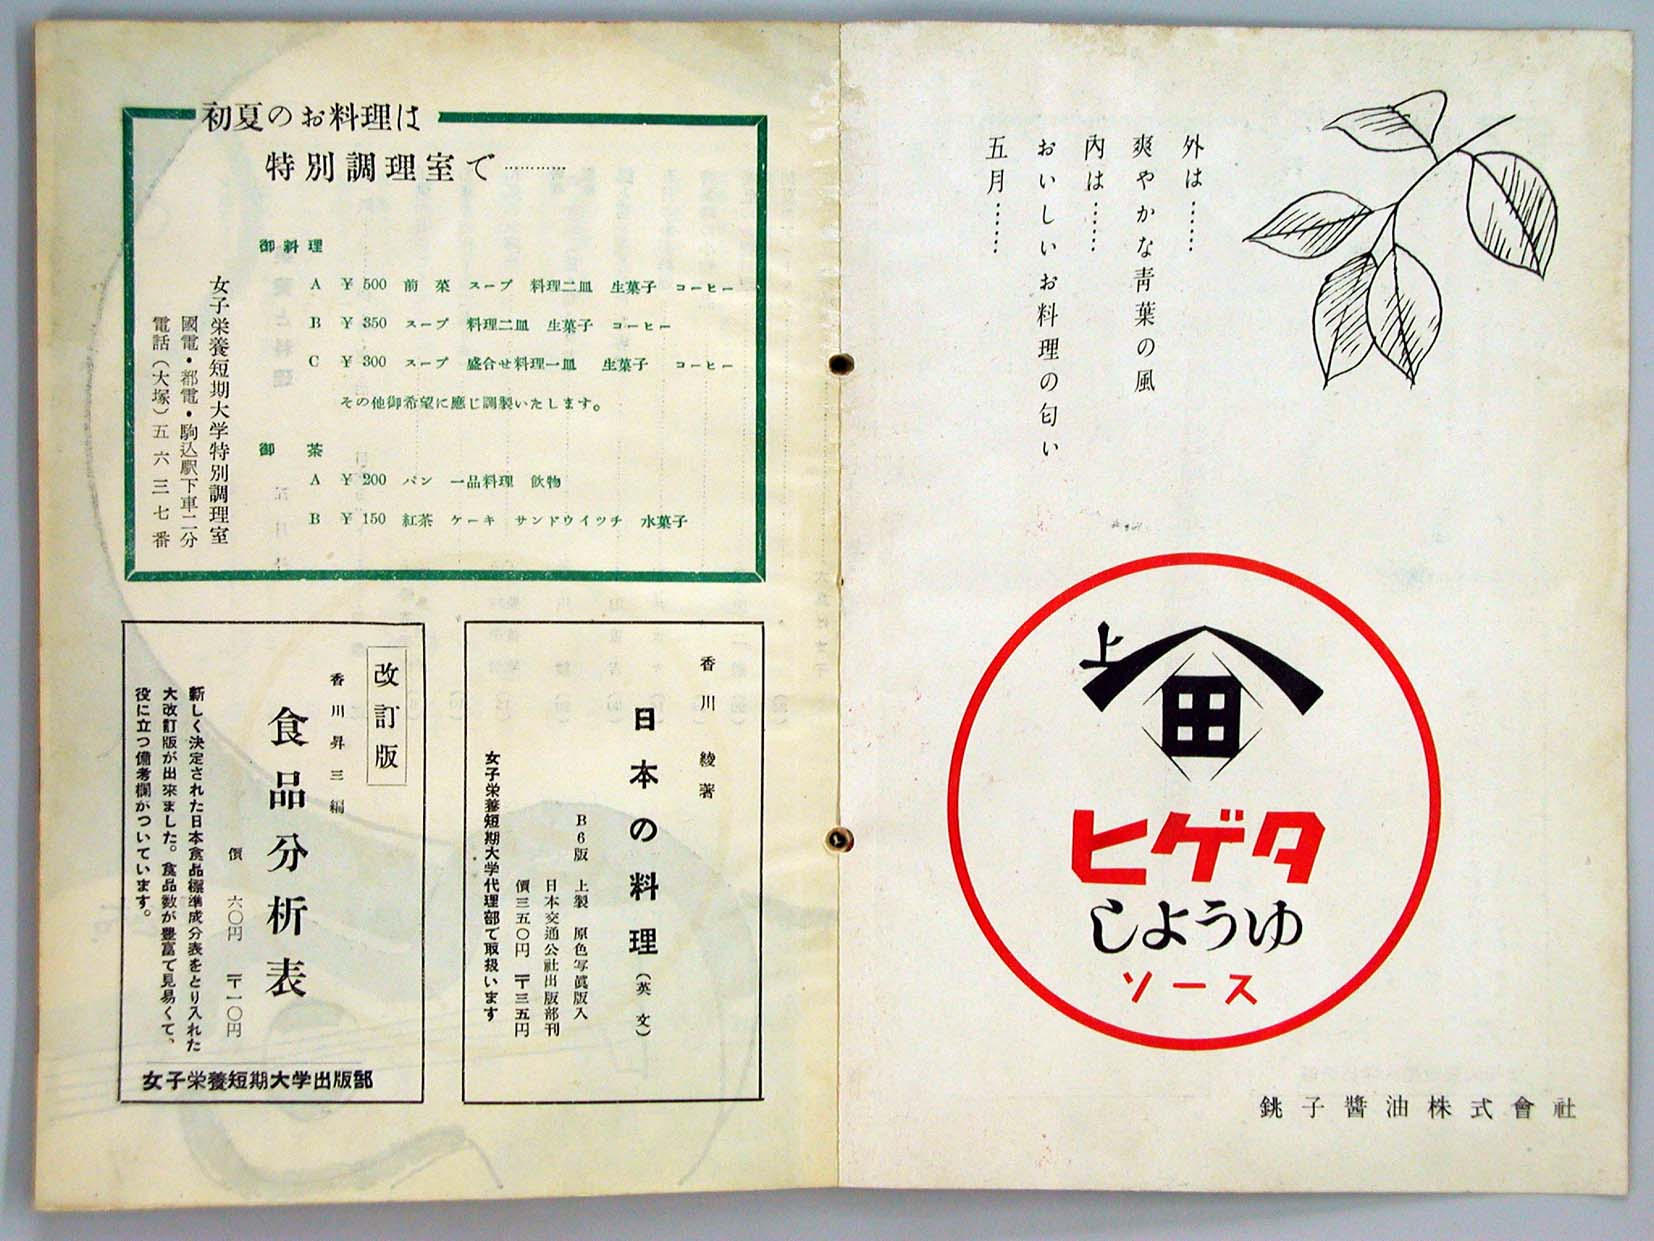 外は……
爽やかな青葉の風
内は……
おいしいお料理の匂い
五月……
上
田
ヒゲタ
しようゆ
ソース
銚子醬油株式會社
初夏のお料理は
特別調理室で…………
御料理
A ¥500 前菜 スープ 料理二皿 生菓子 コーヒー
B ¥350 スープ 料理二皿 生菓子 コーヒー
C ¥300 スープ 盛合せ料理一皿 生菓子 コーヒー
その他御希望に應じ調製いたします。
御茶
A ¥200 パン 一品料理 飲物
B ¥150 紅茶 ケーキ サンドウイツチ 水菓子
女子栄養短期大学特別調理室
國電・都電・駒込駅下車二分
電話(大塚)五六三七番
香川綾著
日本の料理(英文)
B6版 上製 原色写眞版入
日本交通公社出版部刊
價三五〇円 〒三五円
女子栄養短期大学代理部で取扱います
改訂版
香川昇三編
食品分析表
價 六〇円 〒一〇円
新しく決定された日本食品標準成分表をとり入れた
大改訂版が出來ました。食品数が豊富で見易くて、
役に立つ備考欄がついています。
女子栄養短期大学出版部